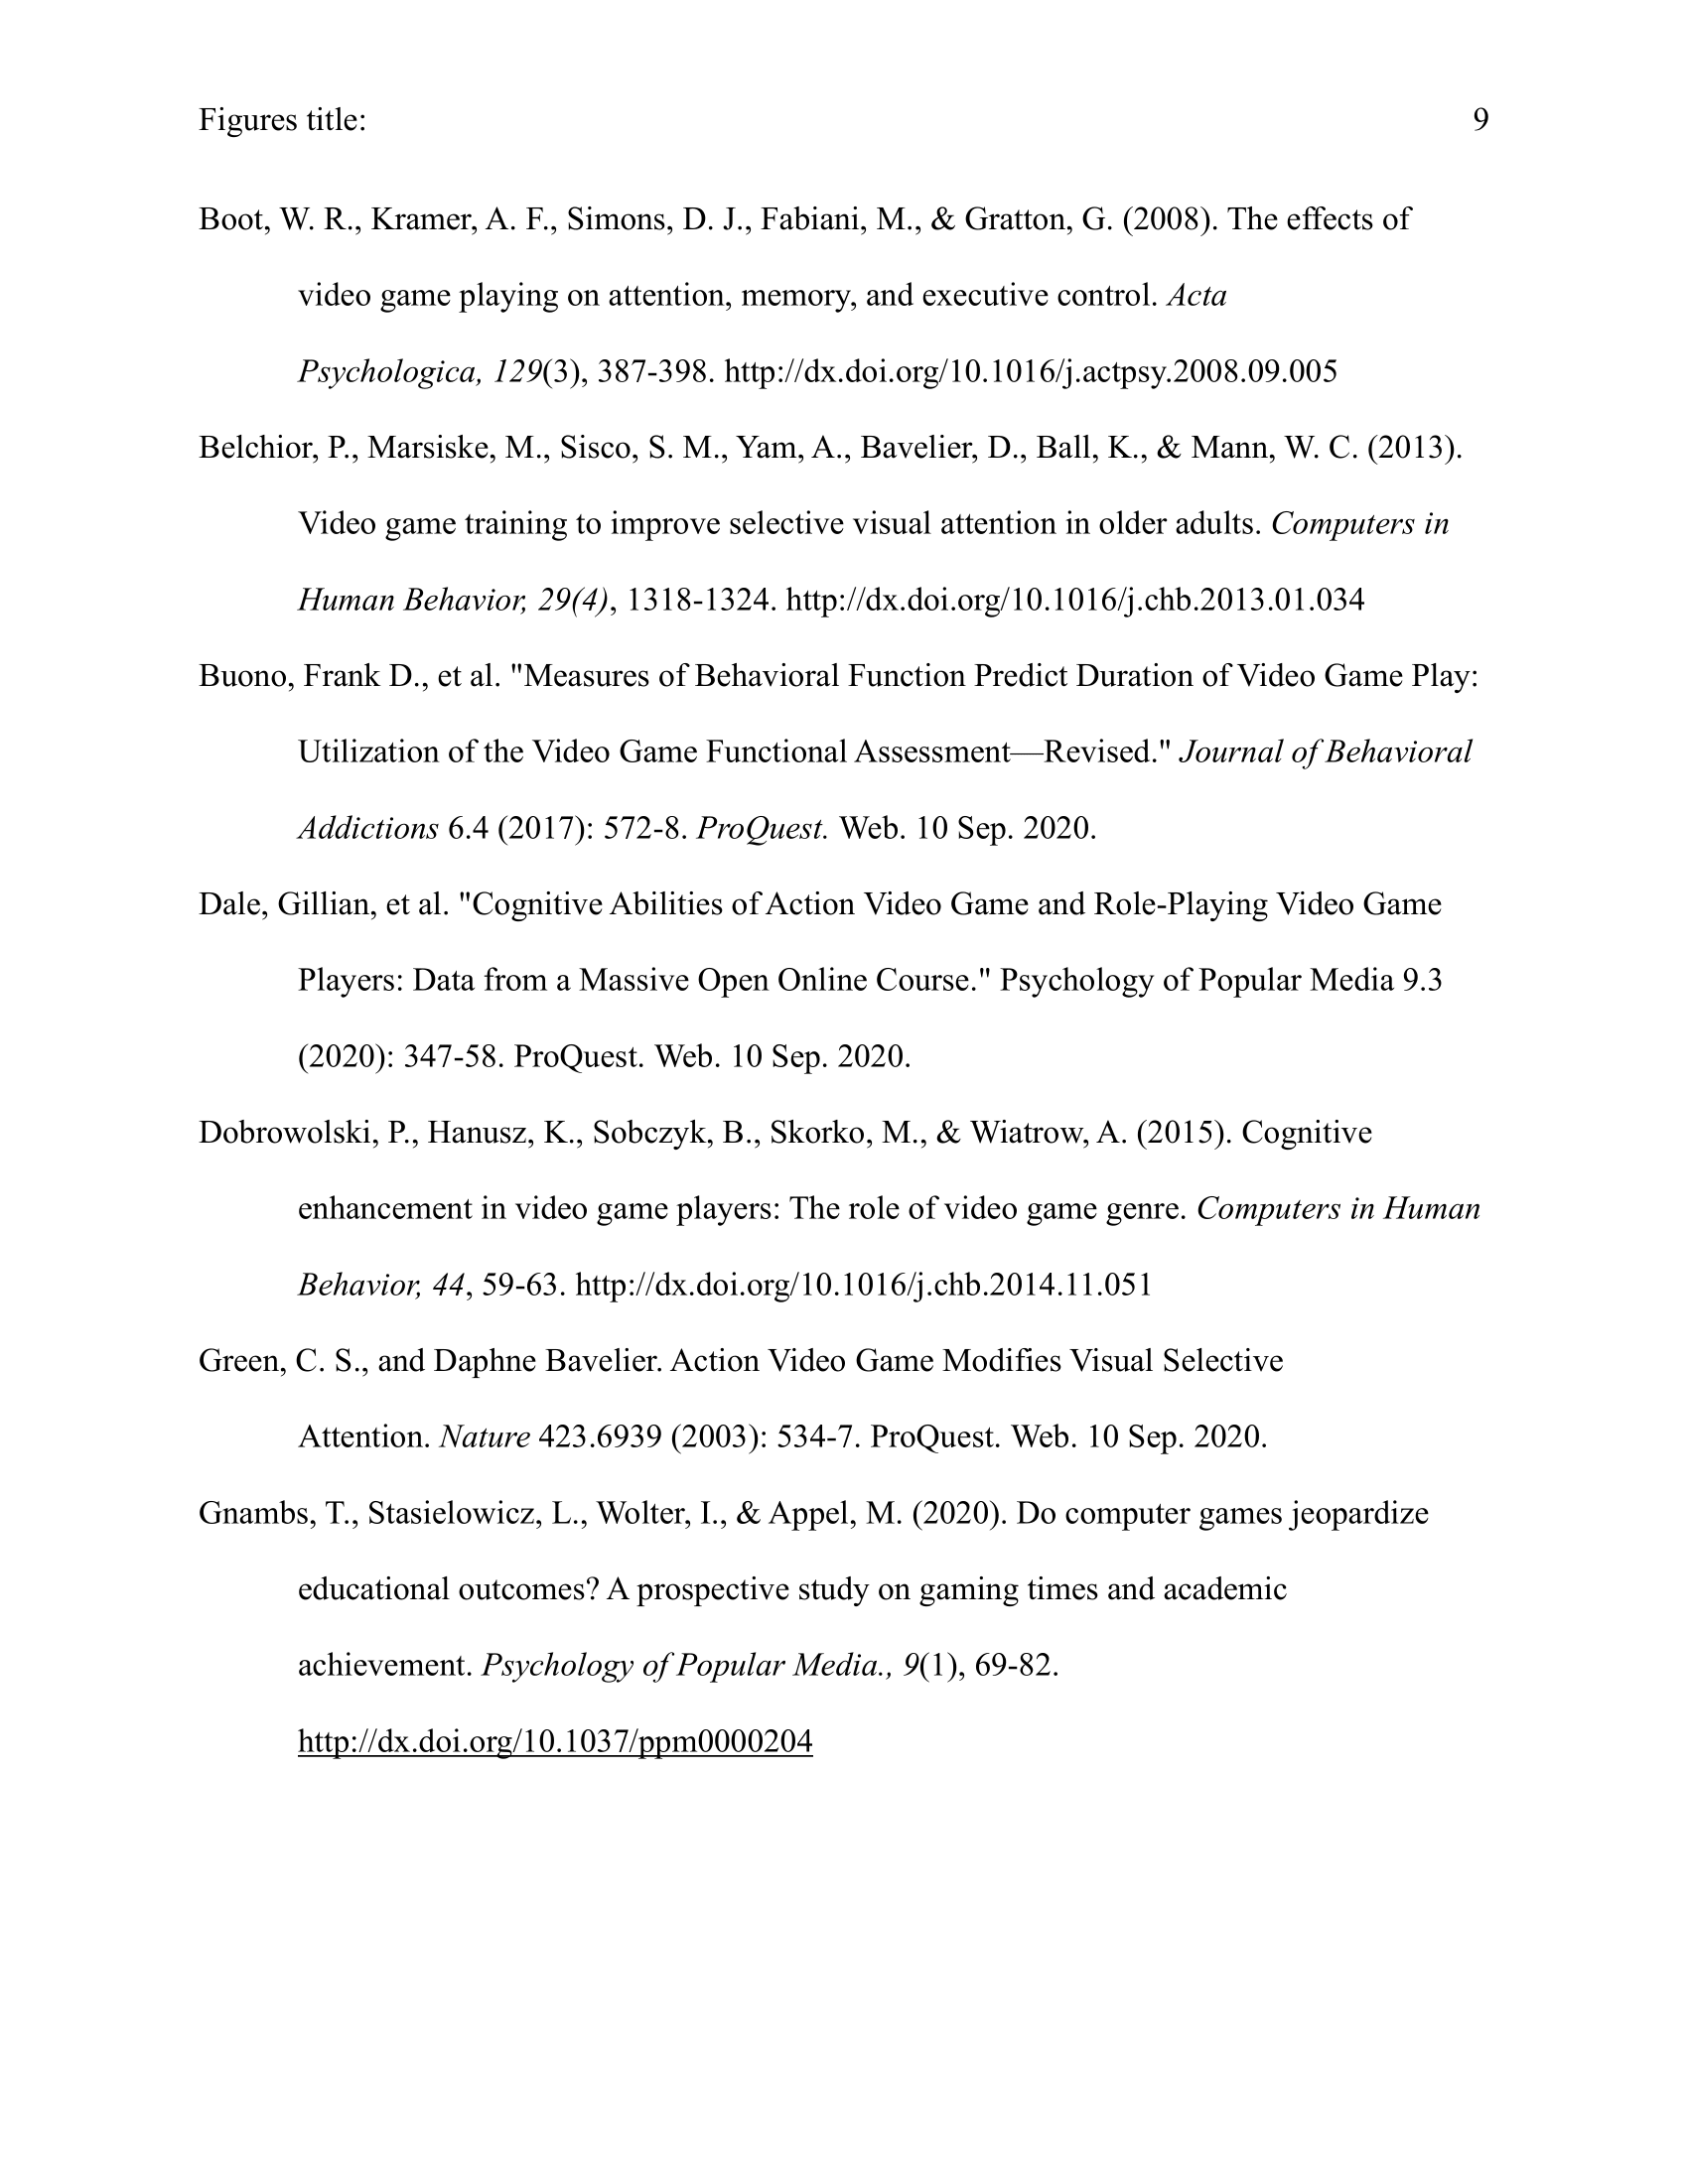 Figures title: 9
Boot, W. R., Kramer, A. F., Simons, D. J., Fabiani, M., & Gratton, G. (2008). The effects of
video game playing on attention, memory, and executive control. Acta
Psychologica, 129(3), 387-398. http://dx.doi.org/10.1016/j.actpsy.2008.09.005
Belchior, P., Marsiske, M., Sisco, S. M., Yam, A., Bavelier, D., Ball, K., & Mann, W. C. (2013).
Video game training to improve selective visual attention in older adults. Computers in
Human Behavior, 29(4), 1318-1324. http://dx.doi.org/10.1016/j.chb.2013.01.034
Buono, Frank D., et al. "Measures of Behavioral Function Predict Duration of Video Game Play:
Utilization of the Video Game Functional Assessment—Revised." Journal of Behavioral
Addictions 6.4 (2017): 572-8. ProQuest. Web. 10 Sep. 2020.
Dale, Gillian, et al. "Cognitive Abilities of Action Video Game and Role-Playing Video Game
Players: Data from a Massive Open Online Course." Psychology of Popular Media 9.3
(2020): 347-58. ProQuest. Web. 10 Sep. 2020.
Dobrowolski, P., Hanusz, K., Sobczyk, B., Skorko, M., & Wiatrow, A. (2015). Cognitive
enhancement in video game players: The role of video game genre. Computers in Human
Behavior, 44, 59-63. http://dx.doi.org/10.1016/j.chb.2014.11.051
Green, C. S., and Daphne Bavelier. Action Video Game Modifies Visual Selective
Attention. Nature 423.6939 (2003): 534-7. ProQuest. Web. 10 Sep. 2020.
Gnambs, T., Stasielowicz, L., Wolter, I., & Appel, M. (2020). Do computer games jeopardize
educational outcomes? A prospective study on gaming times and academic
achievement. Psychology of Popular Media., 9(1), 69-82.
http://dx.doi.org/10.1037/ppm0000204